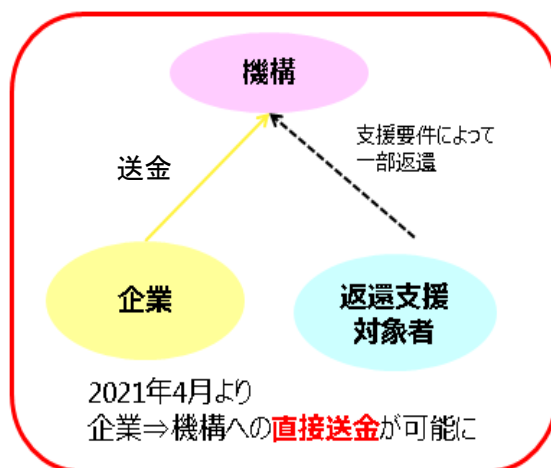 機構
支援要件によって
一部返還
送金
企業
返還支援
対象者
2021年4月より
企業⇒機構への直接送金が可能に